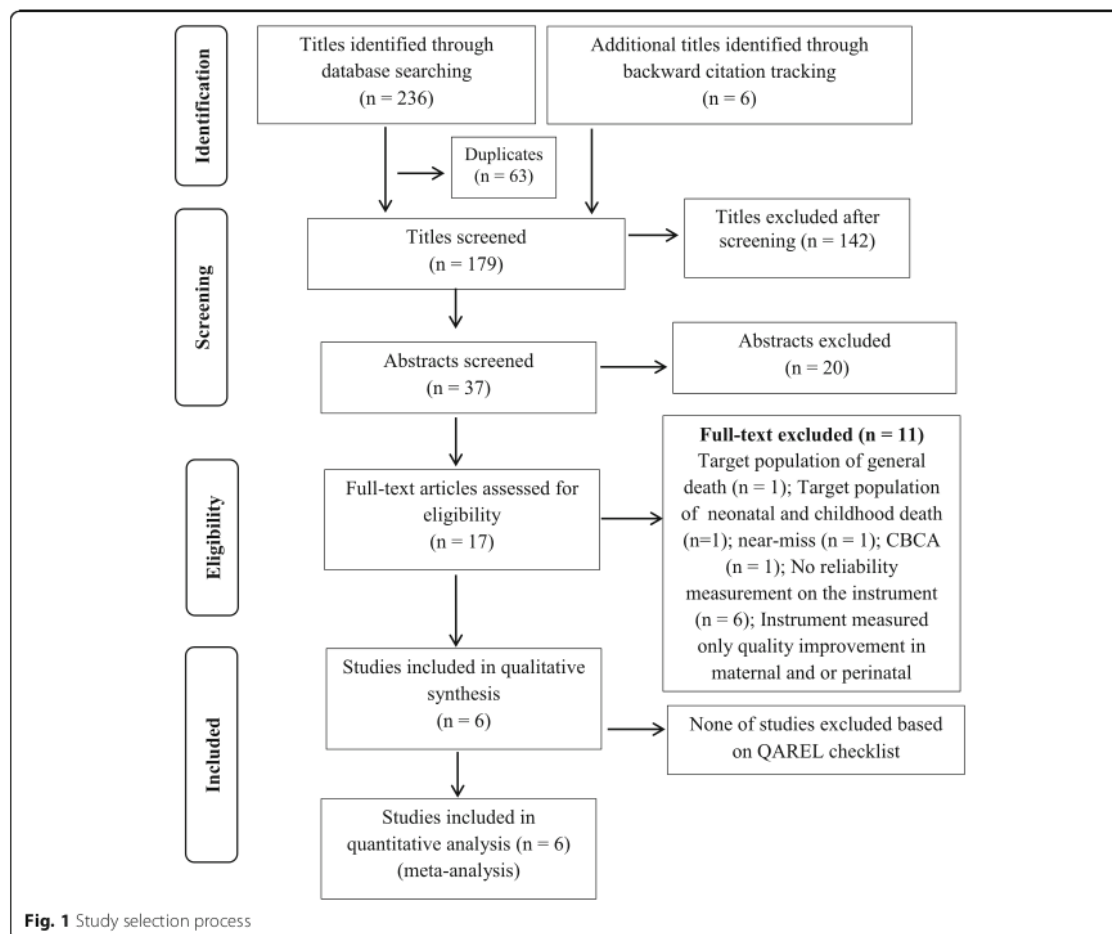 Identification
Titles identified through
database searching
(n = 236)
Additional titles identified through
backward citation tracking
(n = 6)
Duplicates
(n = 63)
Screening
Titles screened
(n = 179)
Titles excluded after
screening (n = 142)
Abstracts screened
(n = 37)
Abstracts excluded
(n = 20)
Eligibility
Full-text articles assessed for
eligibility
(n = 17)
Full-text excluded (n = 11)
Target population of general
death (n = 1); Target population
of neonatal and childhood death
(n=1); near-miss (n = 1); CBCA
(n = 1); No reliability
measurement on the instrument
(n = 6); Instrument measured
only quality improvement in
maternal and or perinatal
Included
Studies included in qualitative
synthesis
(n = 6)
None of studies excluded based
on QAREL checklist
Studies included in
quantitative analysis (n = 6)
(meta-analysis)
Fig. 1 Study selection process